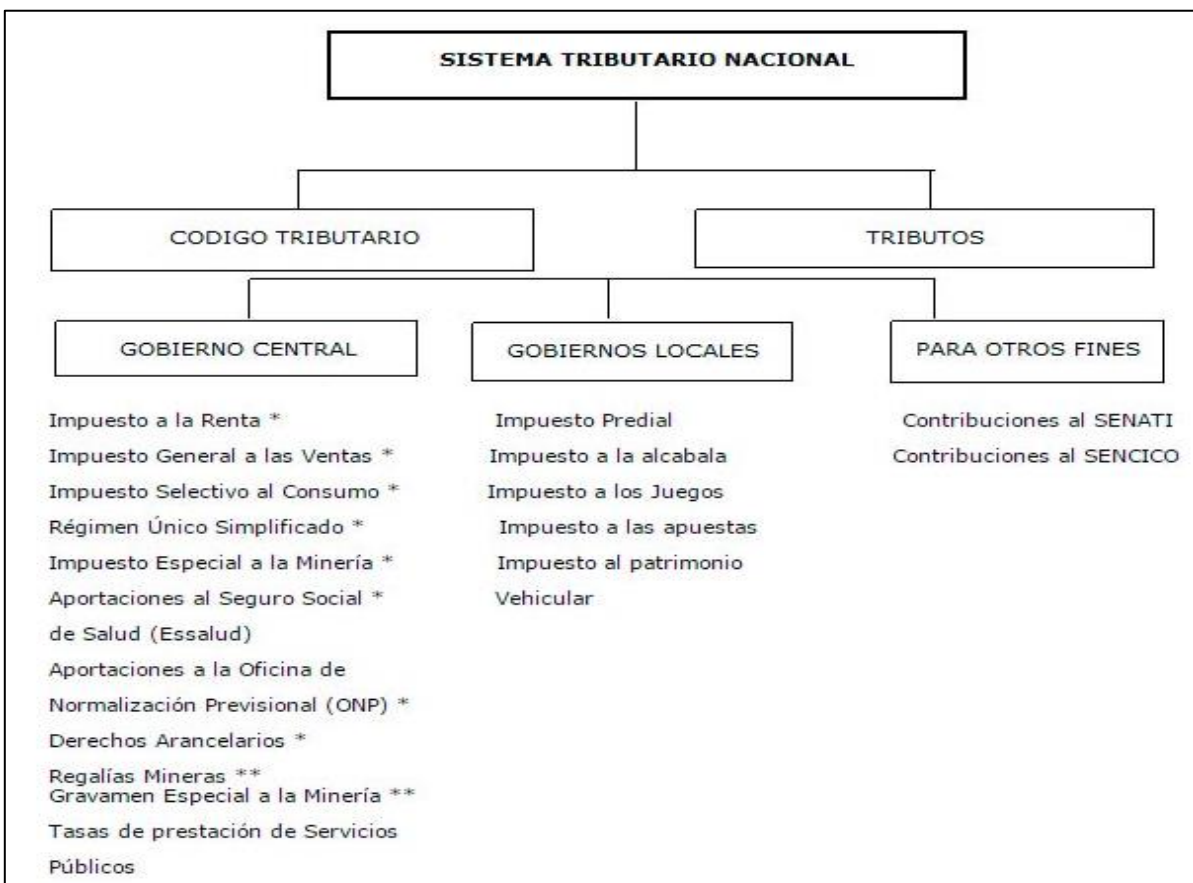 SISTEMA TRIBUTARIO NACIONAL
CODIGO TRIBUTARIO
TRIBUTOS
GOBIERNO CENTRAL
GOBIERNOS LOCALES
PARA OTROS FINES
Impuesto a la Renta *
Impuesto General a las Ventas *
Impuesto Selectivo al Consumo *
Régimen Único Simplificado *
Impuesto Especial a la Minería *
Aportaciones al Seguro Social *
de Salud (Essalud)
Aportaciones a la Oficina de
Normalización Previsional (ONP) *
Derechos Arancelarios *
Regalías Mineras **
Gravamen Especial a la Minería **
Tasas de prestación de Servicios
Públicos
Impuesto Predial
Impuesto a la alcabala
Impuesto a los Juegos
Impuesto a las apuestas
Impuesto al patrimonio
Vehicular
Contribuciones al SENATI
Contribuciones al SENCICO